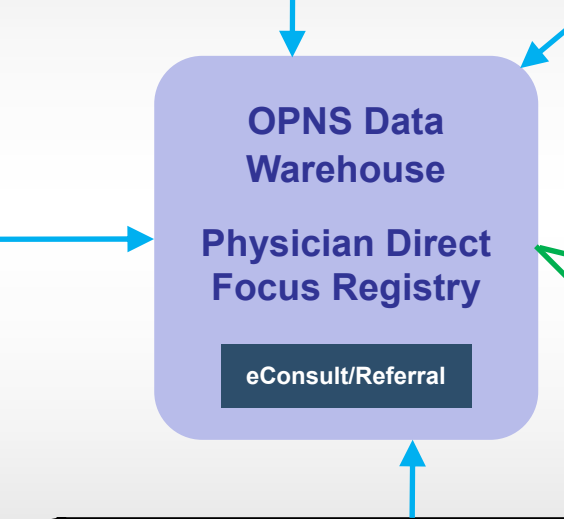 OPNS Data
Warehouse
Physician Direct
Focus Registry
eConsult/Referral